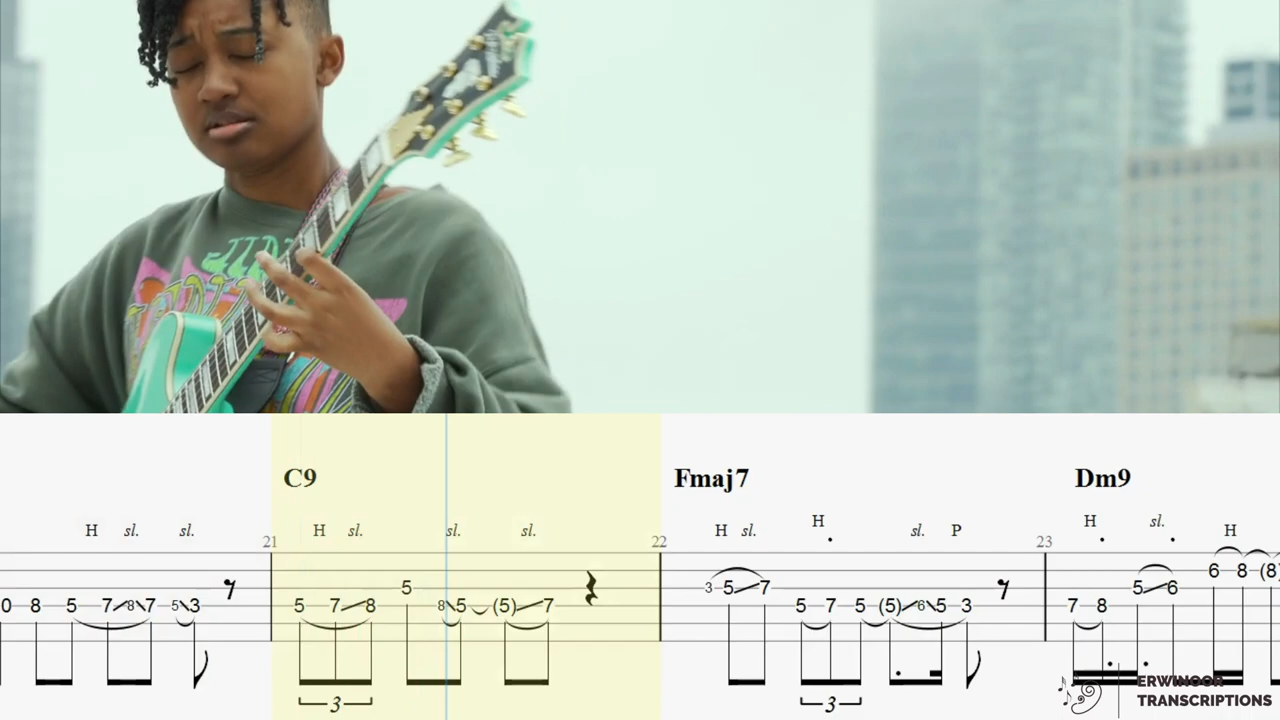 C9 Fmaj7 Dm9
H sl. sl. H sl. sl. sl. H sl. H sl. P H sl. H
21 22 23
6 8 (8)
5 3 5 7 5 6
0 8 5 7 8 7 5 3 5 7 8 8 5 (5) 7 5 7 5 (5) 6 5 3 7 8
3 3
ERWINOOR
TRANSCRIPTIONS